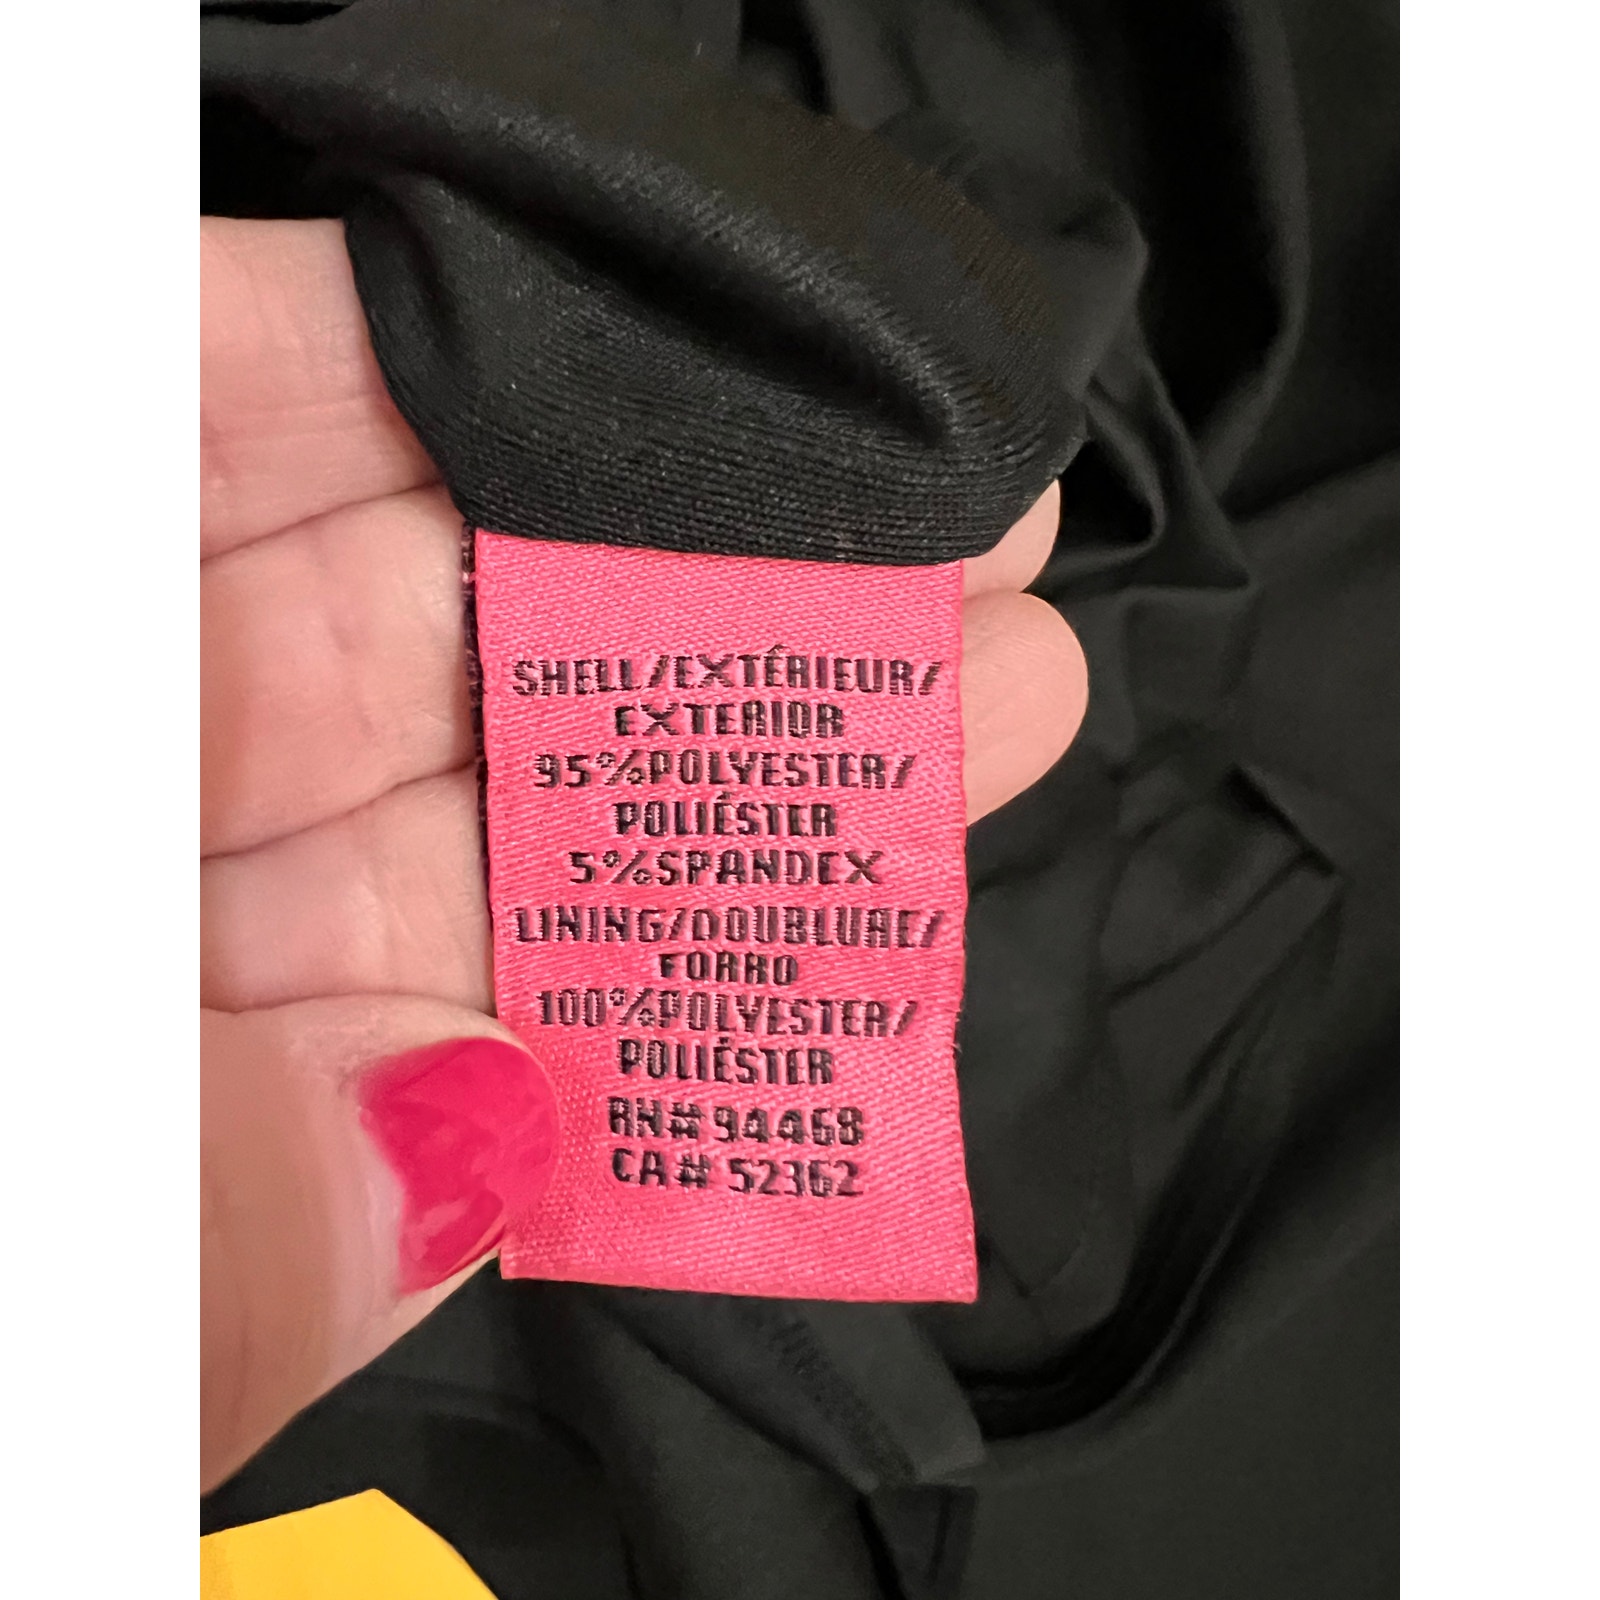 SHELL/EXTÉRIEUR/
EXTERIOR
95%POLYESTER/
POLIÉSTER
5%SPANDEX
LINING/DOUBLURE/
FORRO
100%POLYESTER/
POLIÉSTER
RN#94468
CA# 52362